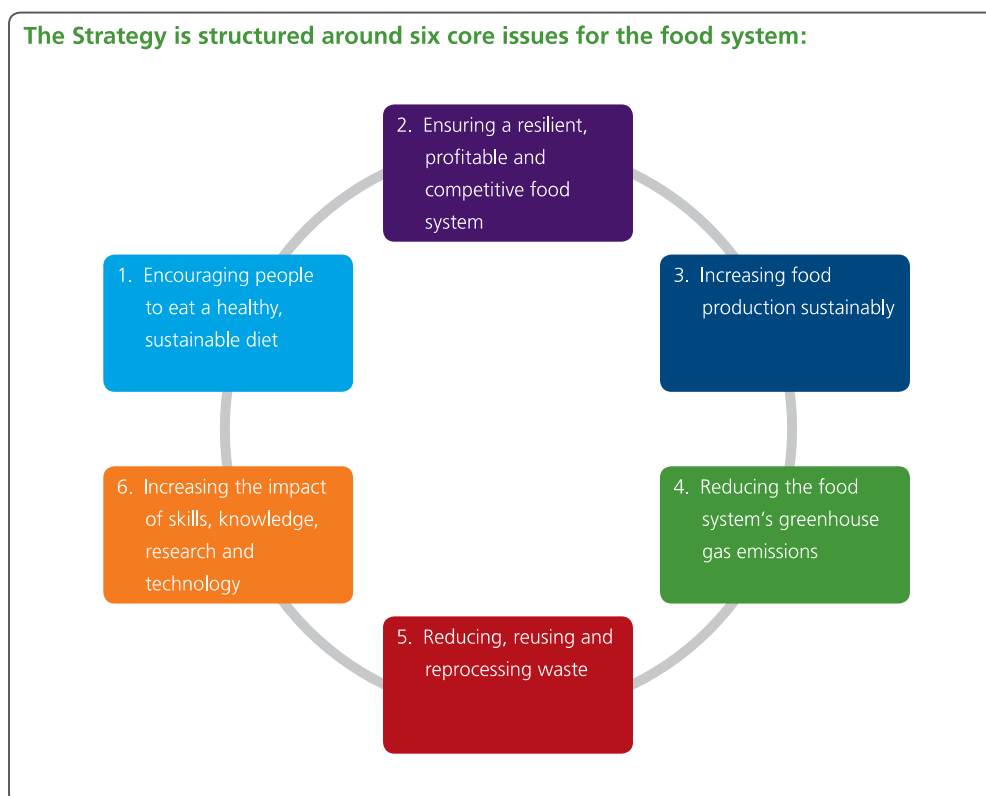 The Strategy is structured around six core issues for the food system:
1. Encouraging people
to eat a healthy,
sustainable diet
2. Ensuring a resilient,
profitable and
competitive food
system
3. Increasing food
production sustainably
4. Reducing the food
system’s greenhouse
gas emissions
5. Reducing, reusing and
reprocessing waste
6. Increasing the impact
of skills, knowledge,
research and
technology